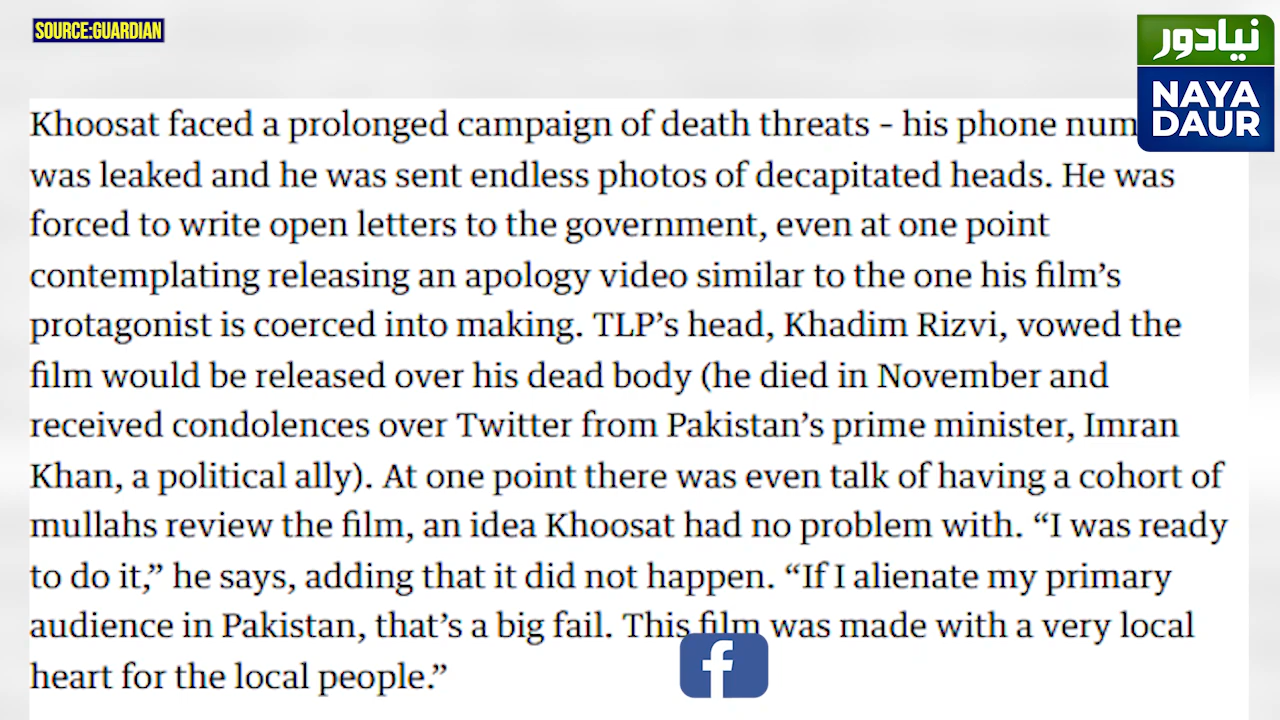 SOURCE:GUARDIAN
نیادور
NAYA
DAUR
Khoosat faced a prolonged campaign of death threats – his phone num
was leaked and he was sent endless photos of decapitated heads. He was
forced to write open letters to the government, even at one point
contemplating releasing an apology video similar to the one his film’s
protagonist is coerced into making. TLP’s head, Khadim Rizvi, vowed the
film would be released over his dead body (he died in November and
received condolences over Twitter from Pakistan’s prime minister, Imran
Khan, a political ally). At one point there was even talk of having a cohort of
mullahs review the film, an idea Khoosat had no problem with. “I was ready
to do it,” he says, adding that it did not happen. “If I alienate my primary
audience in Pakistan, that’s a big fail. This film was made with a very local
heart for the local people.”
f